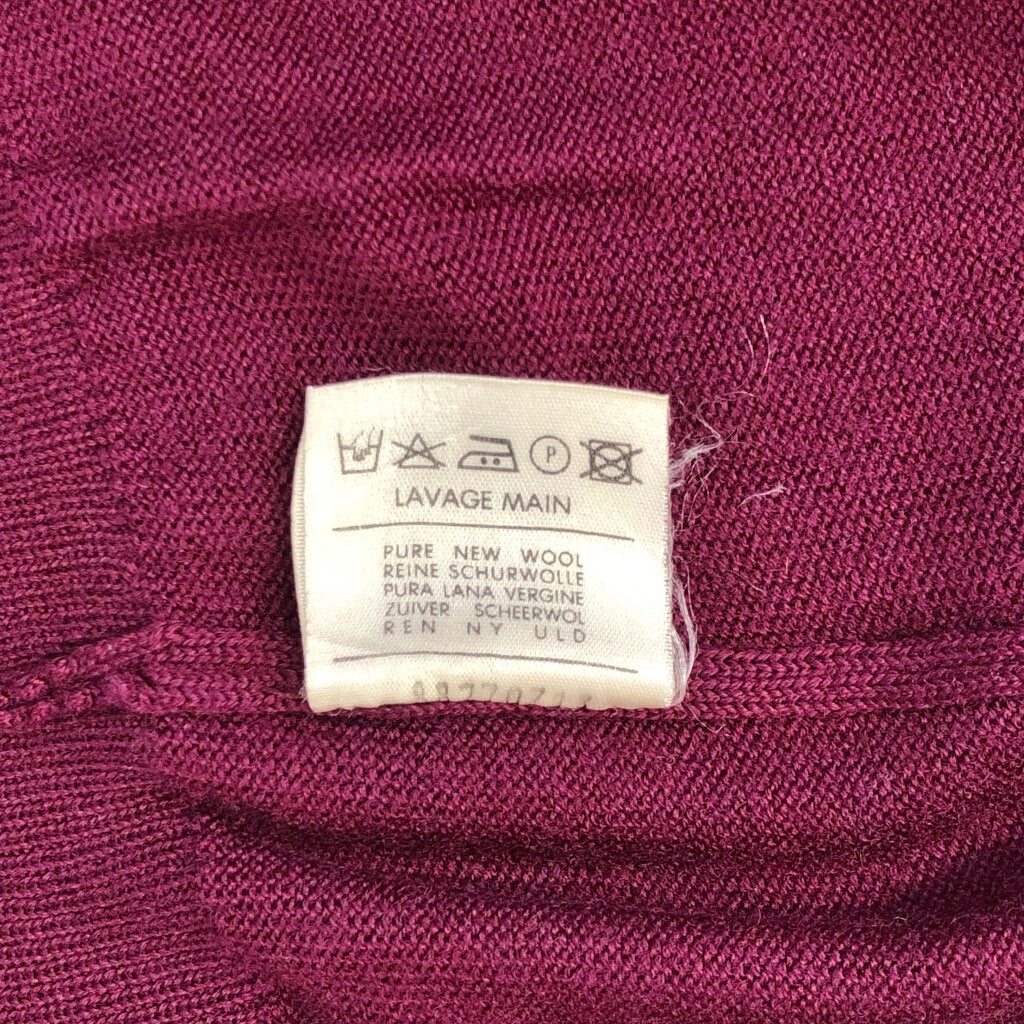 P
LAVAGE MAIN
PURE NEW WOOL
REINE SCHURWOLLE
PURA LANA VERGINE
ZUIVER SCHEERWOL
REN NY ULD